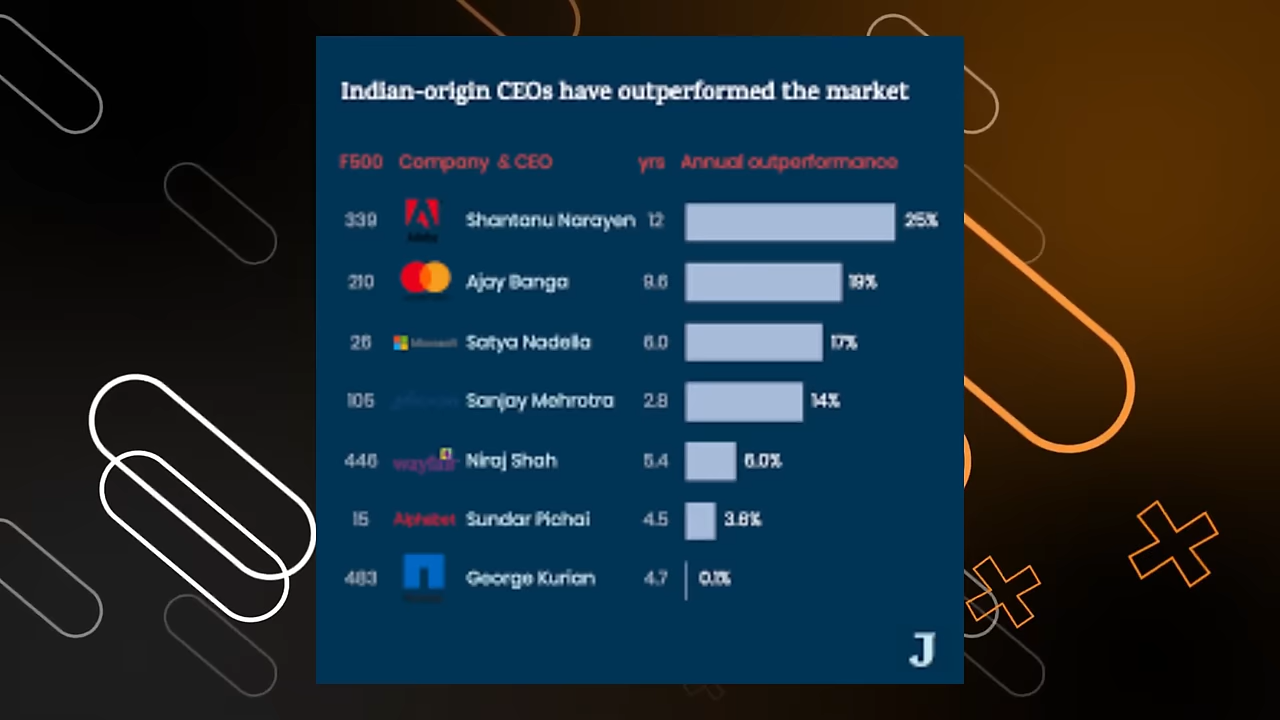 Indian-origin CEOs have outperformed the market
F500 Company & CEO yrs Annual outperformance
339 Shantanu Narayen 12 25%
210 Ajay Banga 9.6 19%
26 Microsoft Satya Nadella 6.0 17%
105 Sanjay Mehrotra 2.8 14%
446 wayfair Niraj Shah 5.4 6.0%
15 Alphabet Sundar Pichai 4.5 3.6%
483 George Kurian 4.7 0.1%
J